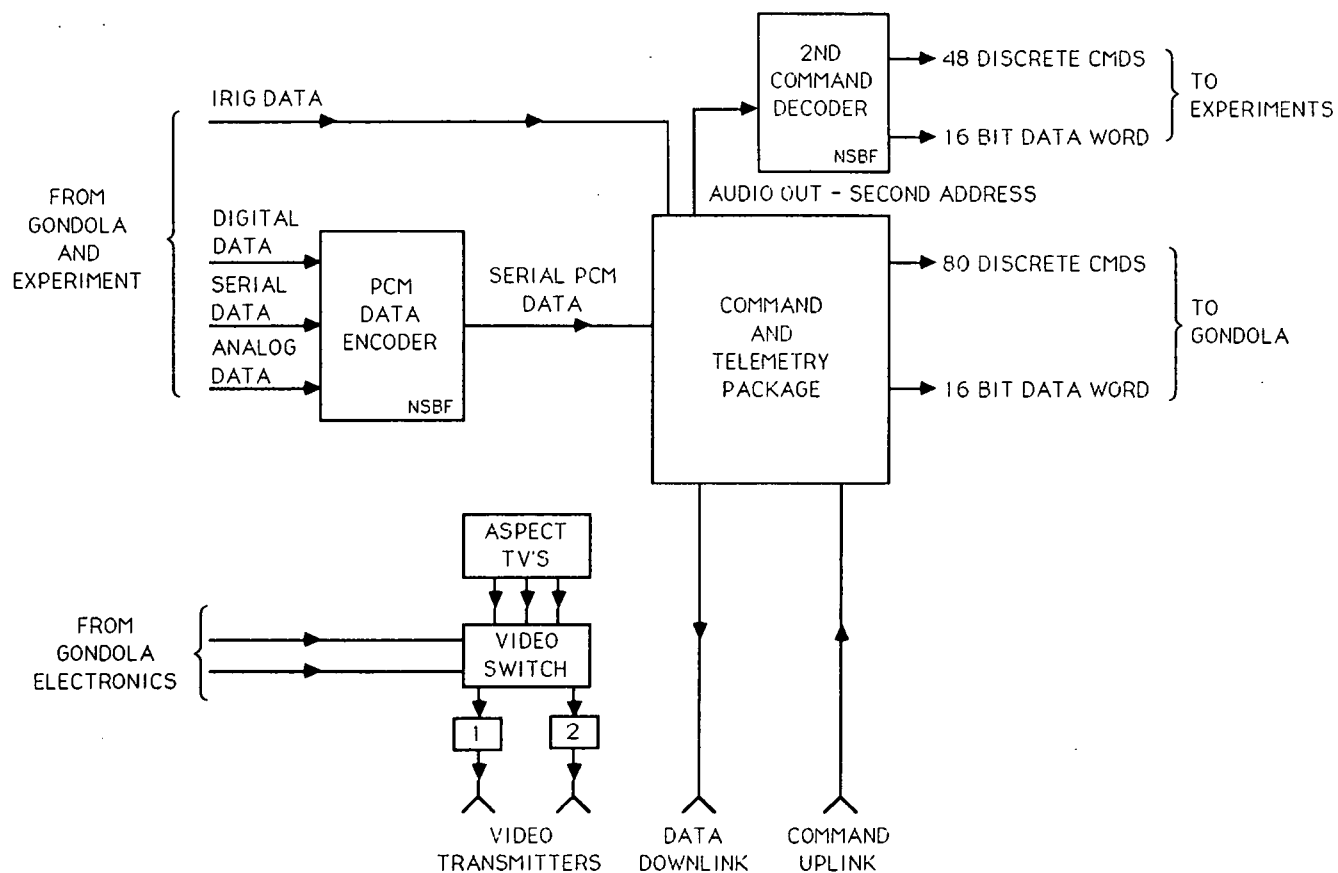 2ND
COMMAND
DECODER
NSBF
48 DISCRETE CMDS
16 BIT DATA WORD
TO
EXPERIMENTS
IRIG DATA
AUDIO OUT - SECOND ADDRESS
FROM
GONDOLA
AND
EXPERIMENT
DIGITAL
DATA
SERIAL
DATA
ANALOG
DATA
PCM
DATA
ENCODER
NSBF
SERIAL PCM
DATA
COMMAND
AND
TELEMETRY
PACKAGE
80 DISCRETE CMDS
16 BIT DATA WORD
TO
GONDOLA
ASPECT
TV'S
FROM
GONDOLA
ELECTRONICS
VIDEO
SWITCH
1
2
VIDEO
TRANSMITTERS
DATA
DOWNLINK
COMMAND
UPLINK